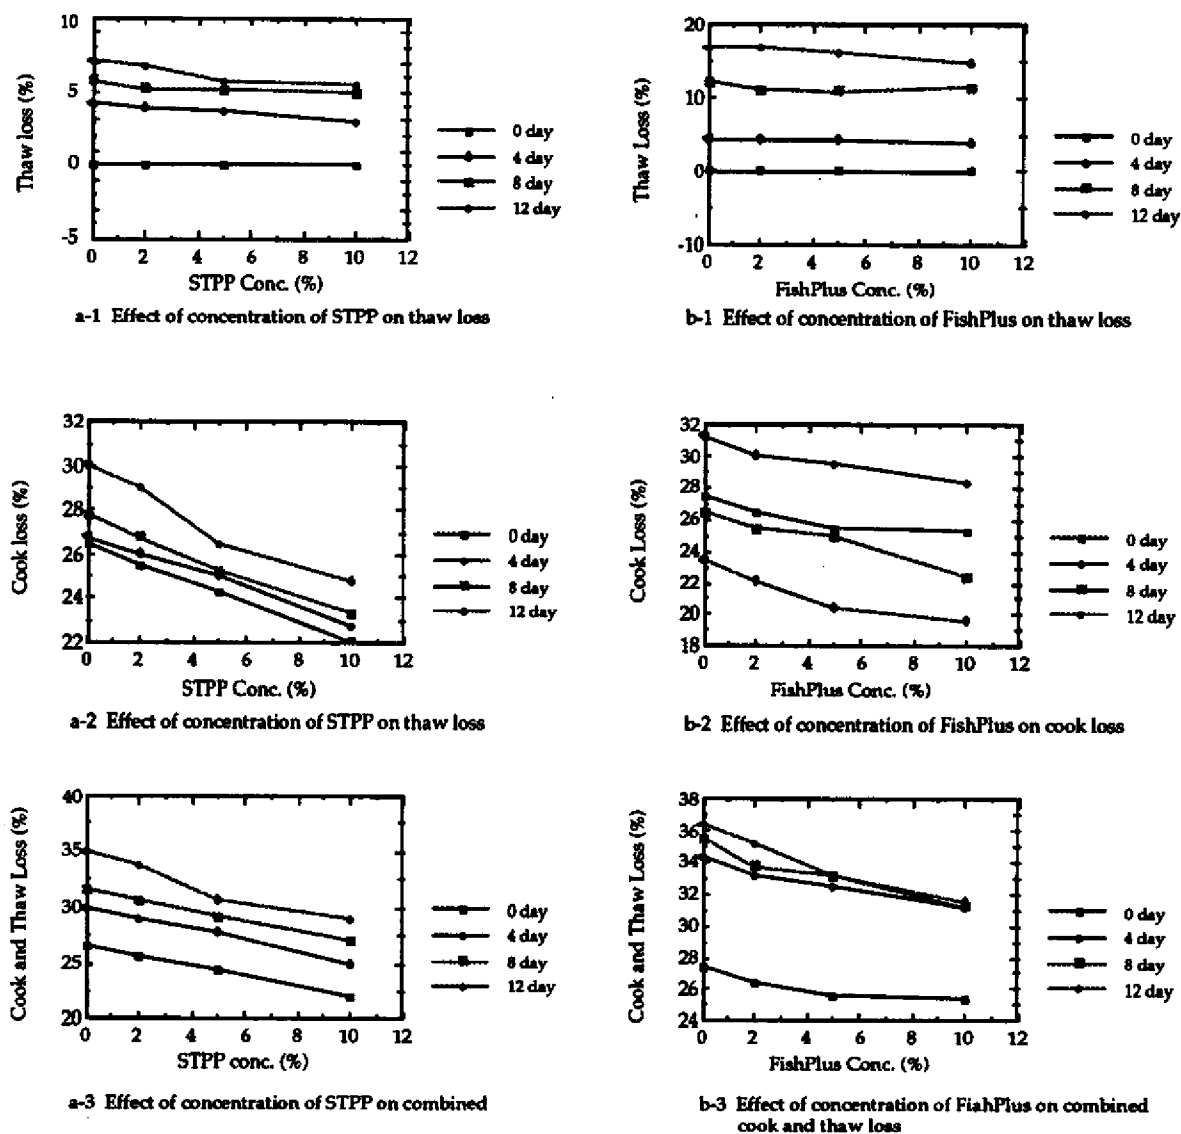 10
5
0
-5
Thaw loss (%)
0 2 4 6 8 10 12
STPP Conc. (%)
0 day
4 day
8 day
12 day
a-1 Effect of concentration of STPP on thaw loss
20
10
0
-10
Thaw Loss (%)
0 2 4 6 8 10 12
FishPlus Conc. (%)
0 day
4 day
8 day
12 day
b-1 Effect of concentration of FishPlus on thaw loss
32
30
28
26
24
22
Cook loss (%)
0 2 4 6 8 10 12
STPP Conc. (%)
0 day
4 day
8 day
12 day
a-2 Effect of concentration of STPP on thaw loss
32
30
28
26
24
22
20
18
Cook Loss (%)
0 2 4 6 8 10 12
FishPlus Conc. (%)
0 day
4 day
8 day
12 day
b-2 Effect of concentration of FishPlus on cook loss
40
35
30
25
20
Cook and Thaw Loss (%)
0 2 4 6 8 10 12
STPP conc. (%)
0 day
4 day
8 day
12 day
a-3 Effect of concentration of STPP on combined
38
36
34
32
30
28
26
24
Cook and Thaw Loss (%)
0 2 4 6 8 10 12
FishPlus Conc. (%)
0 day
4 day
8 day
12 day
b-3 Effect of concentration of FiahPlus on combined
cook and thaw loss